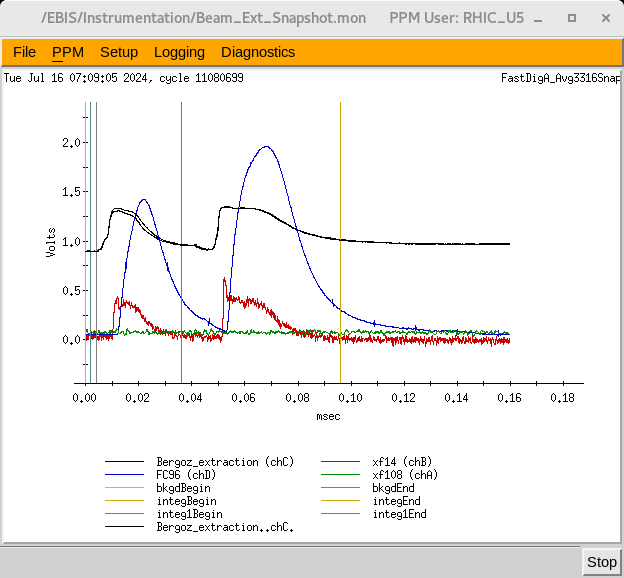 /EBIS/Instrumentation/Beam_Ext_Snapshot.mon PPM User: RHIC_U5
File PPM Setup Logging Diagnostics
Tue Jul 16 07:09:05 2024, cycle 11080699 FastDigA_Avg3316Snap
2.0
1.5
1.0
0.5
0.0
Volts
0.00 0.02 0.04 0.06 0.08 0.10 0.12 0.14 0.16 0.18
msec
Bergoz_extraction (chC) xf14 (chB)
FC96 (chD) xf108 (chA)
bkgdBegin bkgdEnd
integBegin integEnd
integ1Begin integ1End
Bergoz_extraction..chC.
Stop